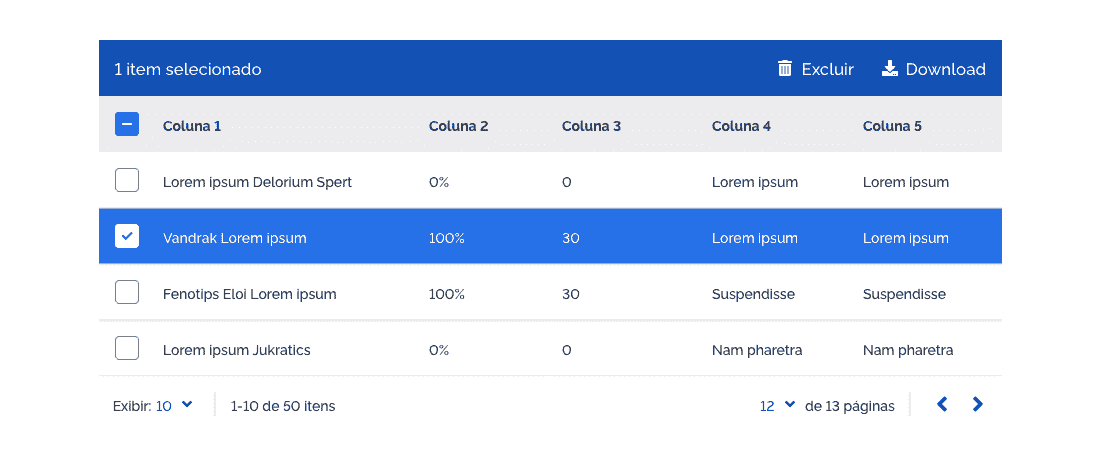 1 item selecionado Excluir Download
Coluna 1 Coluna 2 Coluna 3 Coluna 4 Coluna 5
Lorem ipsum Delorium Spert 0% 0 Lorem ipsum Lorem ipsum
Vandrak Lorem ipsum 100% 30 Lorem ipsum Lorem ipsum
Fenotips Eloi Lorem ipsum 100% 30 Suspendisse Suspendisse
Lorem ipsum Jukratics 0% 0 Nam pharetra Nam pharetra
Exibir: 10 1-10 de 50 itens 12 de 13 páginas